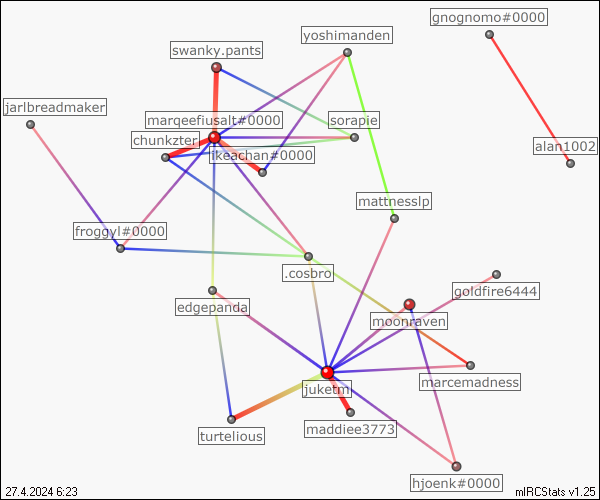 gnognomo#0000
yoshimanden
swanky.pants
jarlbreadmaker
marqeefiusalt#0000
sorapie
chunkzter
ikeachan#0000
alan1002
mattnesslp
froggyl#0000
.cosbro
goldfire6444
edgepanda
moonraven
marcemadness
juketm
maddiee3773
turtelious
hjoenk#0000
27.4.2024 6:23
mIRCStats v1.25